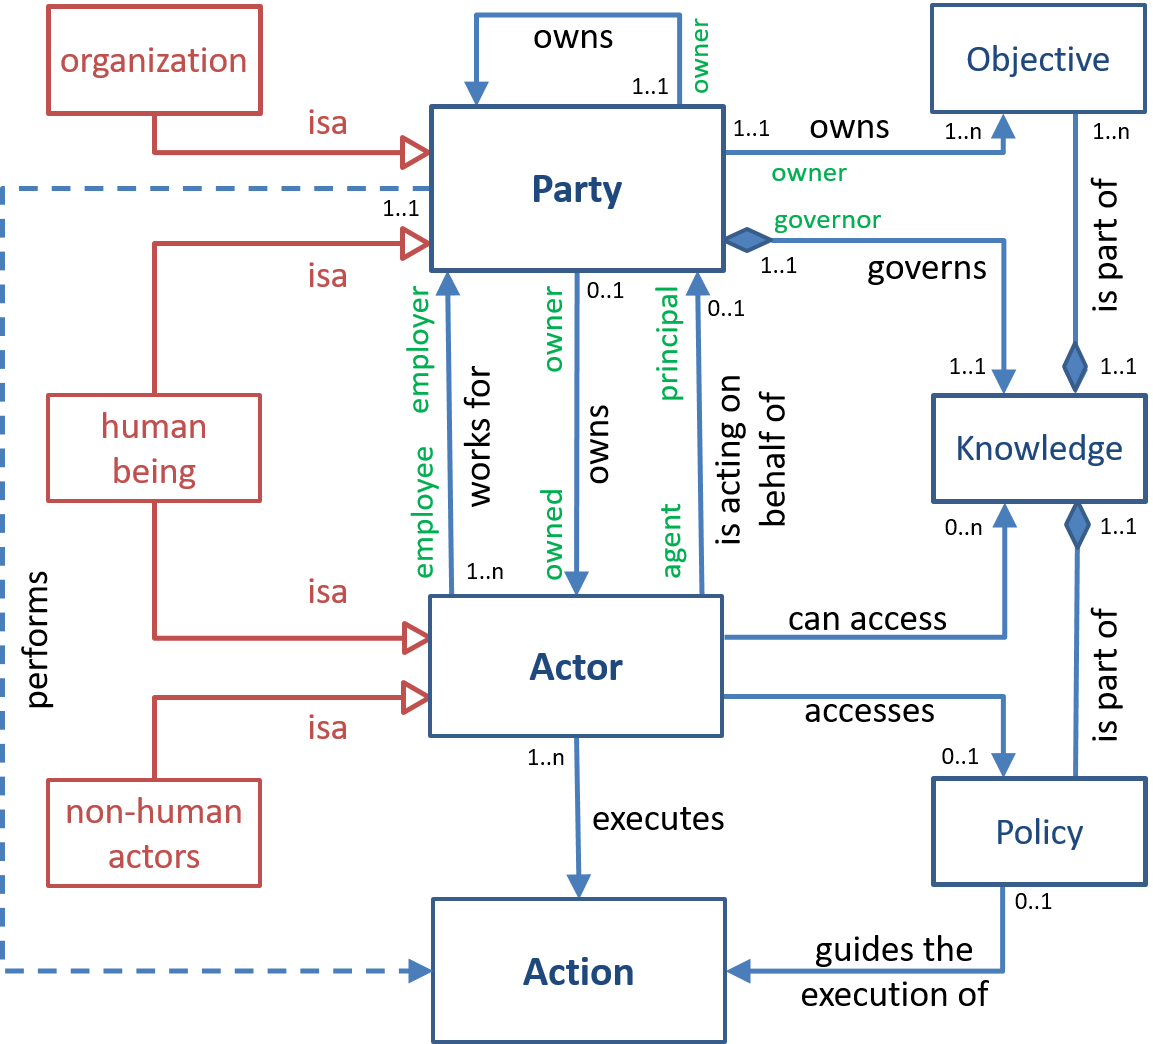 organization
owns
owner
1..1
Objective
isa
1..1
owns
1..n
1..n
owner
Party
1..1
governor
1..1
governs
is part of
isa
0..1
0..1
employer
owner
principal
1..1
1..1
works for
owns
is acting on
behalf of
human
being
Knowledge
employee
owned
agent
0..n
1..1
1..n
isa
performs
can access
Actor
is part of
accesses
isa
1..n
0..1
non-human
actors
executes
Policy
0..1
guides the
execution of
Action